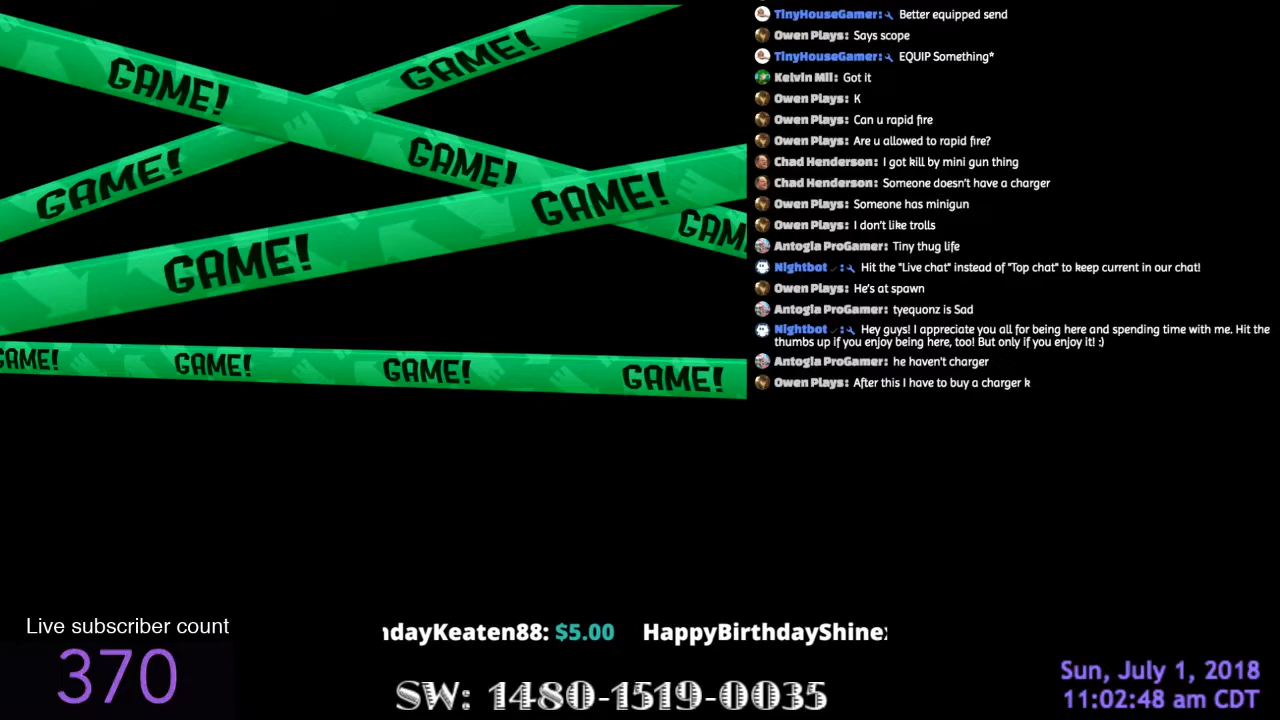 GAME!
GAME!
GAME!
GAME!
GAME!
GAME!
GAME!
GAME!
GAME!
GAME!
GAME!
TinyHouseGamer: Better equipped send
Owen Plays: Says scope
TinyHouseGamer: EQUIP Something*
Kelvin Mii: Got it
Owen Plays: K
Owen Plays: Can u rapid fire
Owen Plays: Are u allowed to rapid fire?
Chad Henderson: I got kill by mini gun thing
Chad Henderson: Someone doesn't have a charger
Owen Plays: Someone has minigun
Owen Plays: I don't like trolls
Antogia ProGamer: Tiny thug life
Nightbot ✓: Hit the "Live chat" instead of "Top chat" to keep current in our chat!
Owen Plays: He's at spawn
Antogia ProGamer: tyequonz is Sad
Nightbot ✓: Hey guys! I appreciate you all for being here and spending time with me. Hit the
thumbs up if you enjoy being here, too! But only if you enjoy it! :)
Antogia ProGamer: he haven't charger
Owen Plays: After this I have to buy a charger k
Live subscriber count
370
ndayKeaten88: $5.00 HappyBirthdayShine
SW: 1480-1519-0035
Sun, July 1, 2018
11:02:48 am CDT